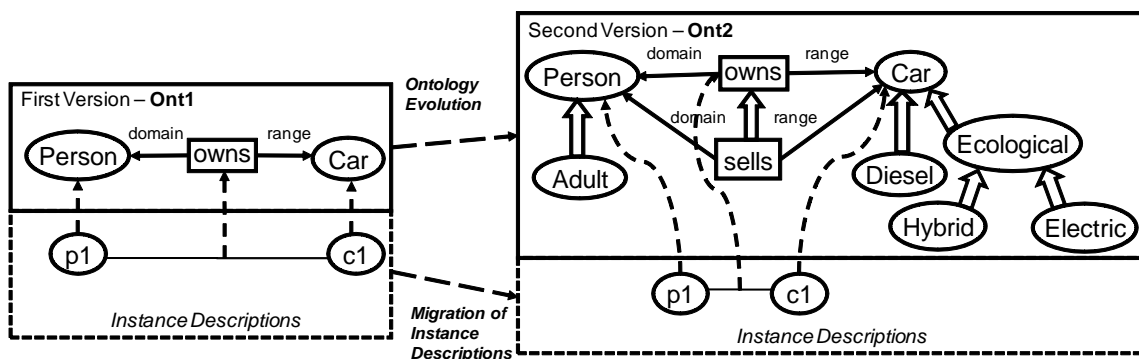 First Version – Ont1
Person
domain
owns
range
Car
p1
c1
Instance Descriptions
Ontology
Evolution
Migration of
Instance
Descriptions
Second Version – Ont2
Person
domain
owns
range
Car
domain
range
sells
Adult
Diesel
Ecological
Hybrid
Electric
p1
c1
Instance Descriptions